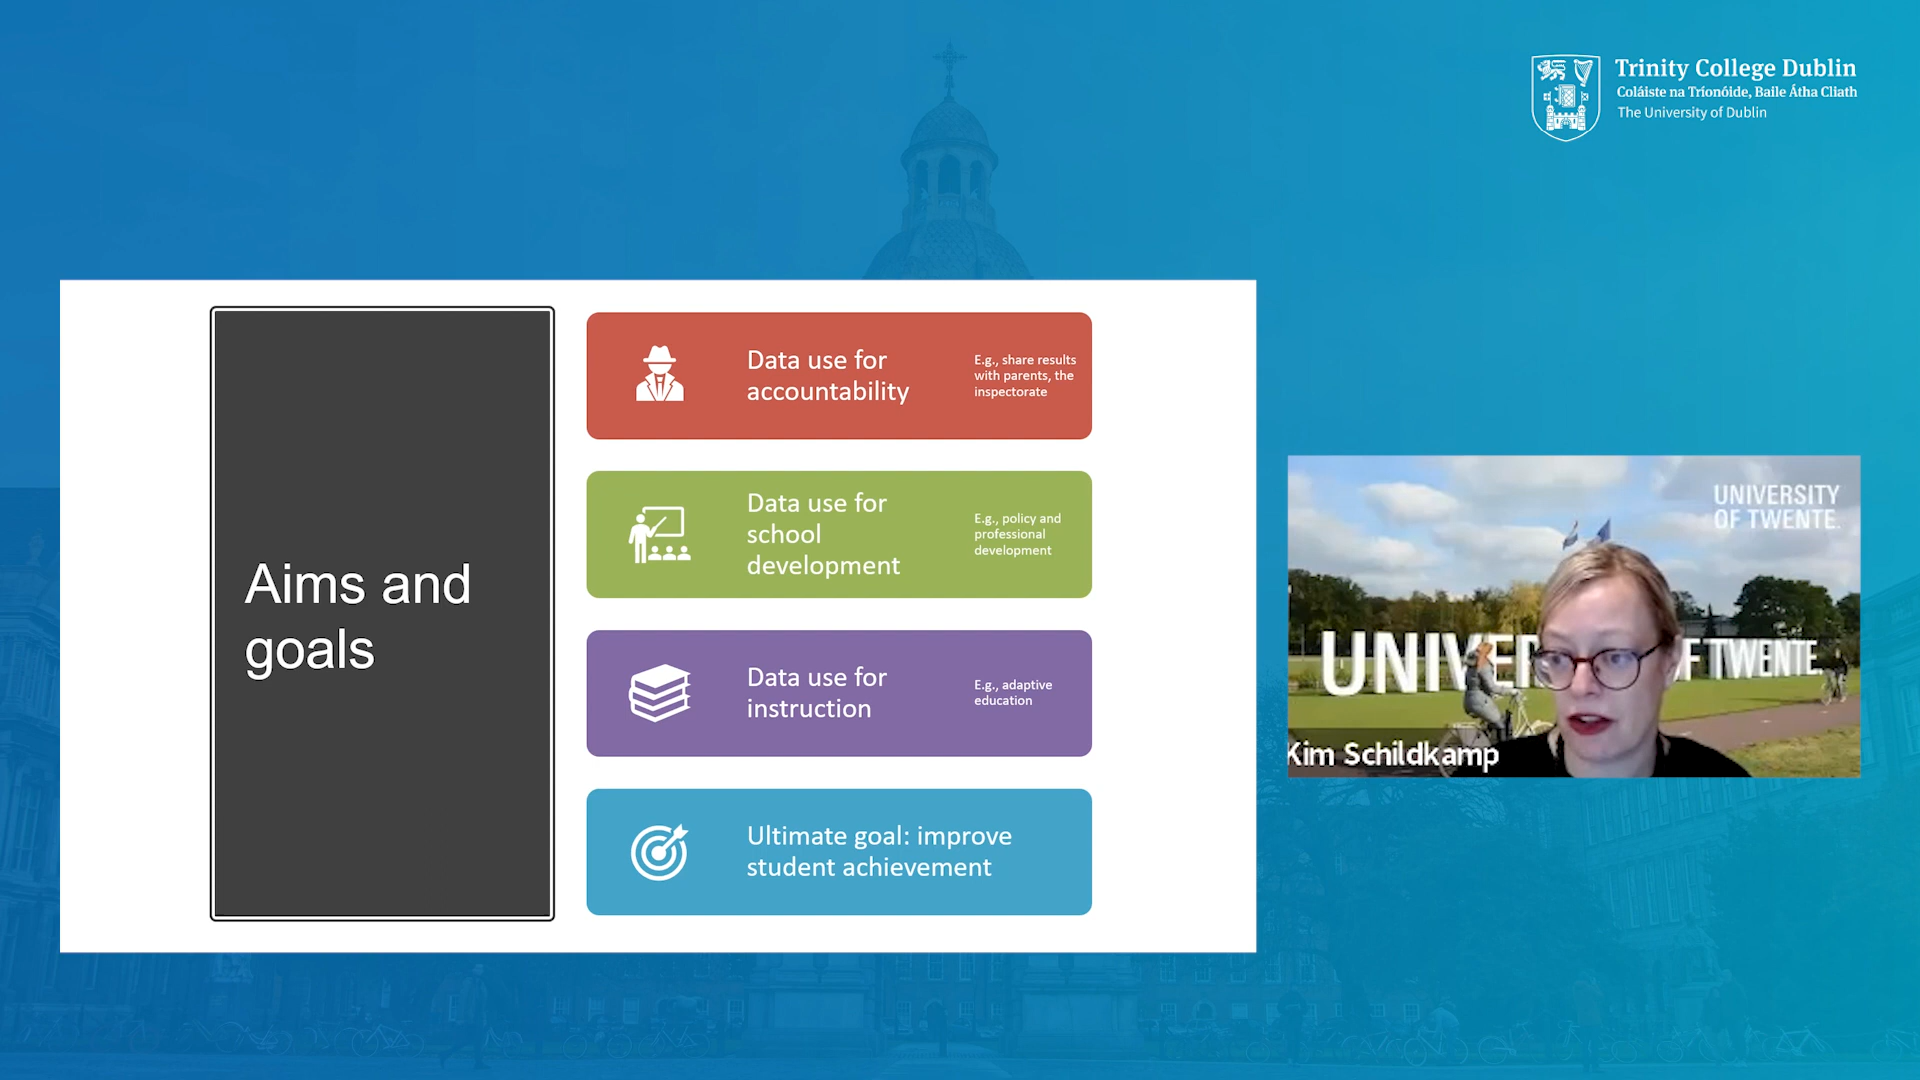 Trinity College Dublin
Coláiste na Tríonóide, Baile Átha Cliath
The University of Dublin
Aims and
goals
Data use for
accountability
E.g., share results
with parents, the
inspectorate
Data use for
school
development
E.g., policy and
professional
development
Data use for
instruction
E.g., adaptive
education
Ultimate goal: improve
student achievement
UNIVERSITY
OF TWENTE.
TWENTE.
Kim Schildkamp